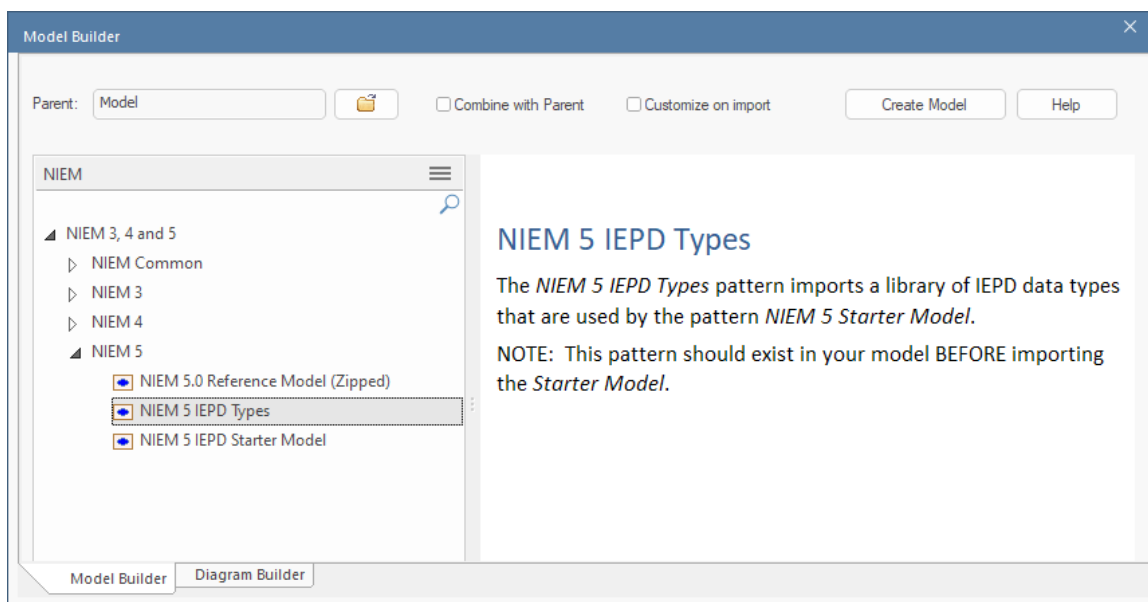 Model Builder
Parent: Model Combine with Parent Customize on import Create Model Help
NIEM
NIEM 3, 4 and 5
NIEM Common
NIEM 3
NIEM 4
NIEM 5
NIEM 5.0 Reference Model (Zipped)
NIEM 5 IEPD Types
NIEM 5 IEPD Starter Model
NIEM 5 IEPD Types
The NIEM 5 IEPD Types pattern imports a library of IEPD data types
that are used by the pattern NIEM 5 Starter Model.
NOTE: This pattern should exist in your model BEFORE importing
the Starter Model.
Model Builder Diagram Builder